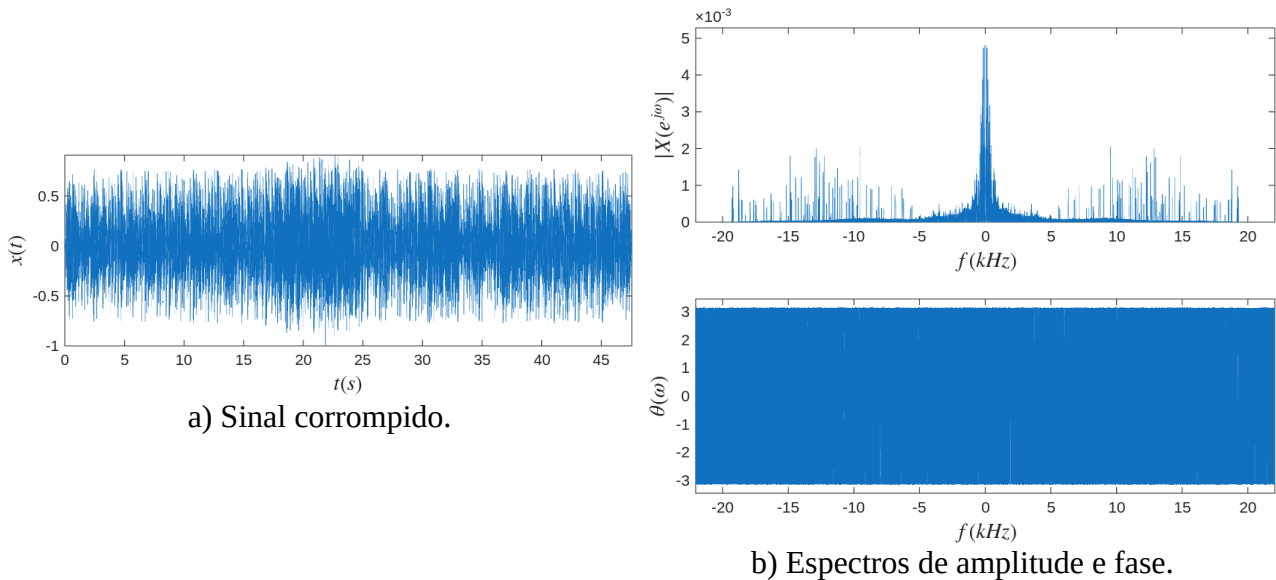 0.5
0
-0.5
-1
x(t)
0 5 10 15 20 25 30 35 40 45
t(s)
a) Sinal corrompido.
×10⁻³
5
4
3
2
1
0
|X(e^{jω})|
-20 -15 -10 -5 0 5 10 15 20
f(kHz)
3
2
1
0
-1
-2
-3
θ(ω)
-20 -15 -10 -5 0 5 10 15 20
f(kHz)
b) Espectros de amplitude e fase.